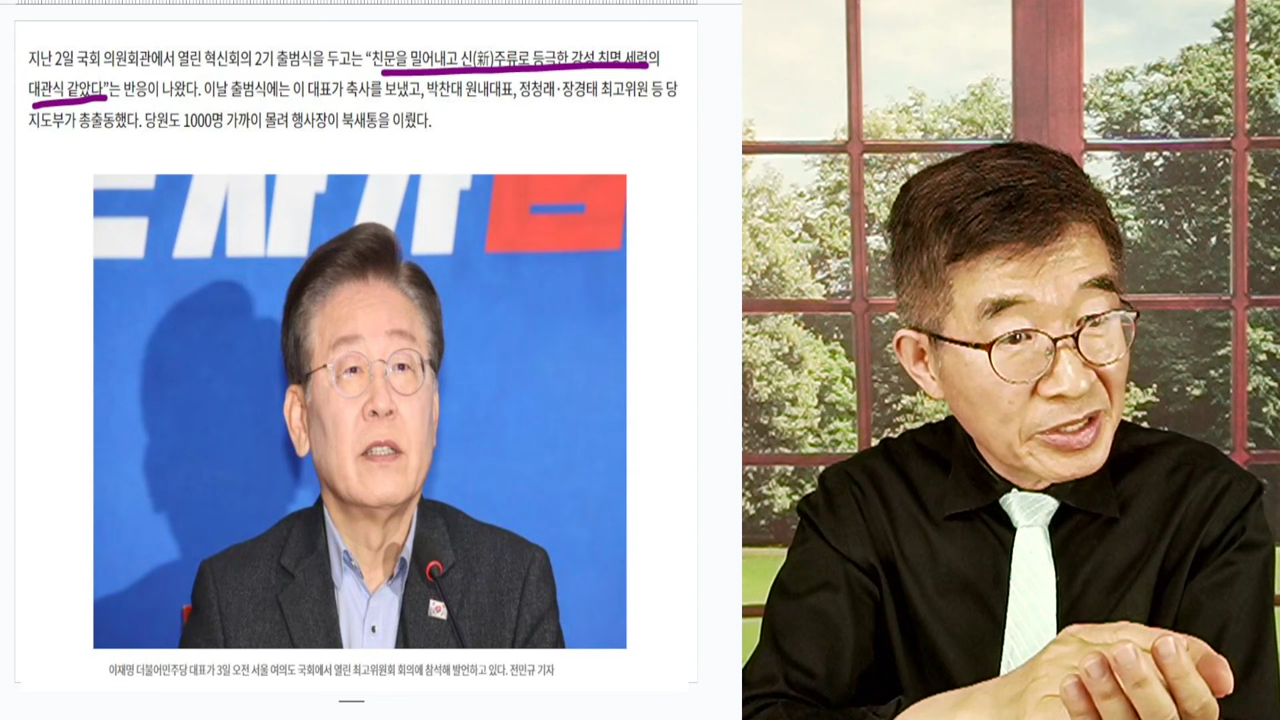 지난 2일 국회 의원회관에서 열린 혁신회의 2기 출범식을 두고는 “친문을 밀어내고 신(新)주류로 등극한 강성 친명 세력의
대관식 같았다”는 반응이 나왔다. 이날 출범식에는 이 대표가 축사를 보냈고, 박찬대 원내대표, 정청래·장경태 최고위원 등 당
지도부가 총출동했다. 당원도 1000명 가까이 몰려 행사장이 북새통을 이뤘다.
이재명 더불어민주당 대표가 3일 오전 서울 여의도 국회에서 열린 최고위원회 회의에 참석해 발언하고 있다. 전민규 기자